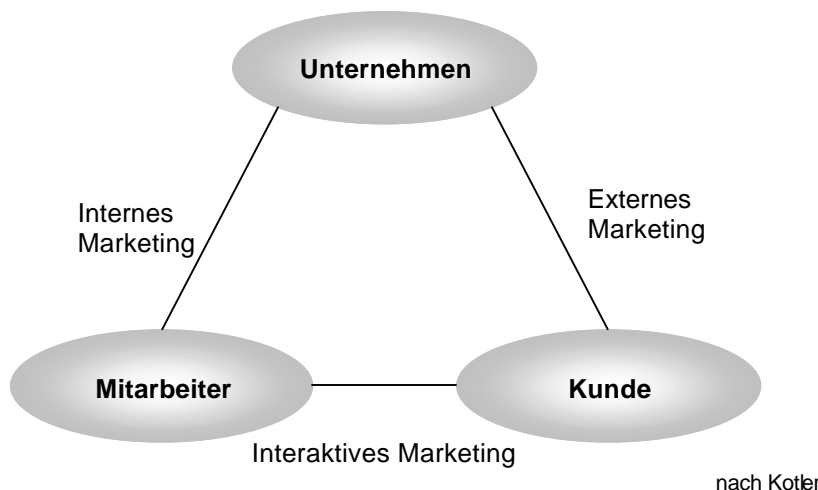 Unternehmen
Internes
Marketing
Externes
Marketing
Mitarbeiter
Kunde
Interaktives Marketing
nach Kotler